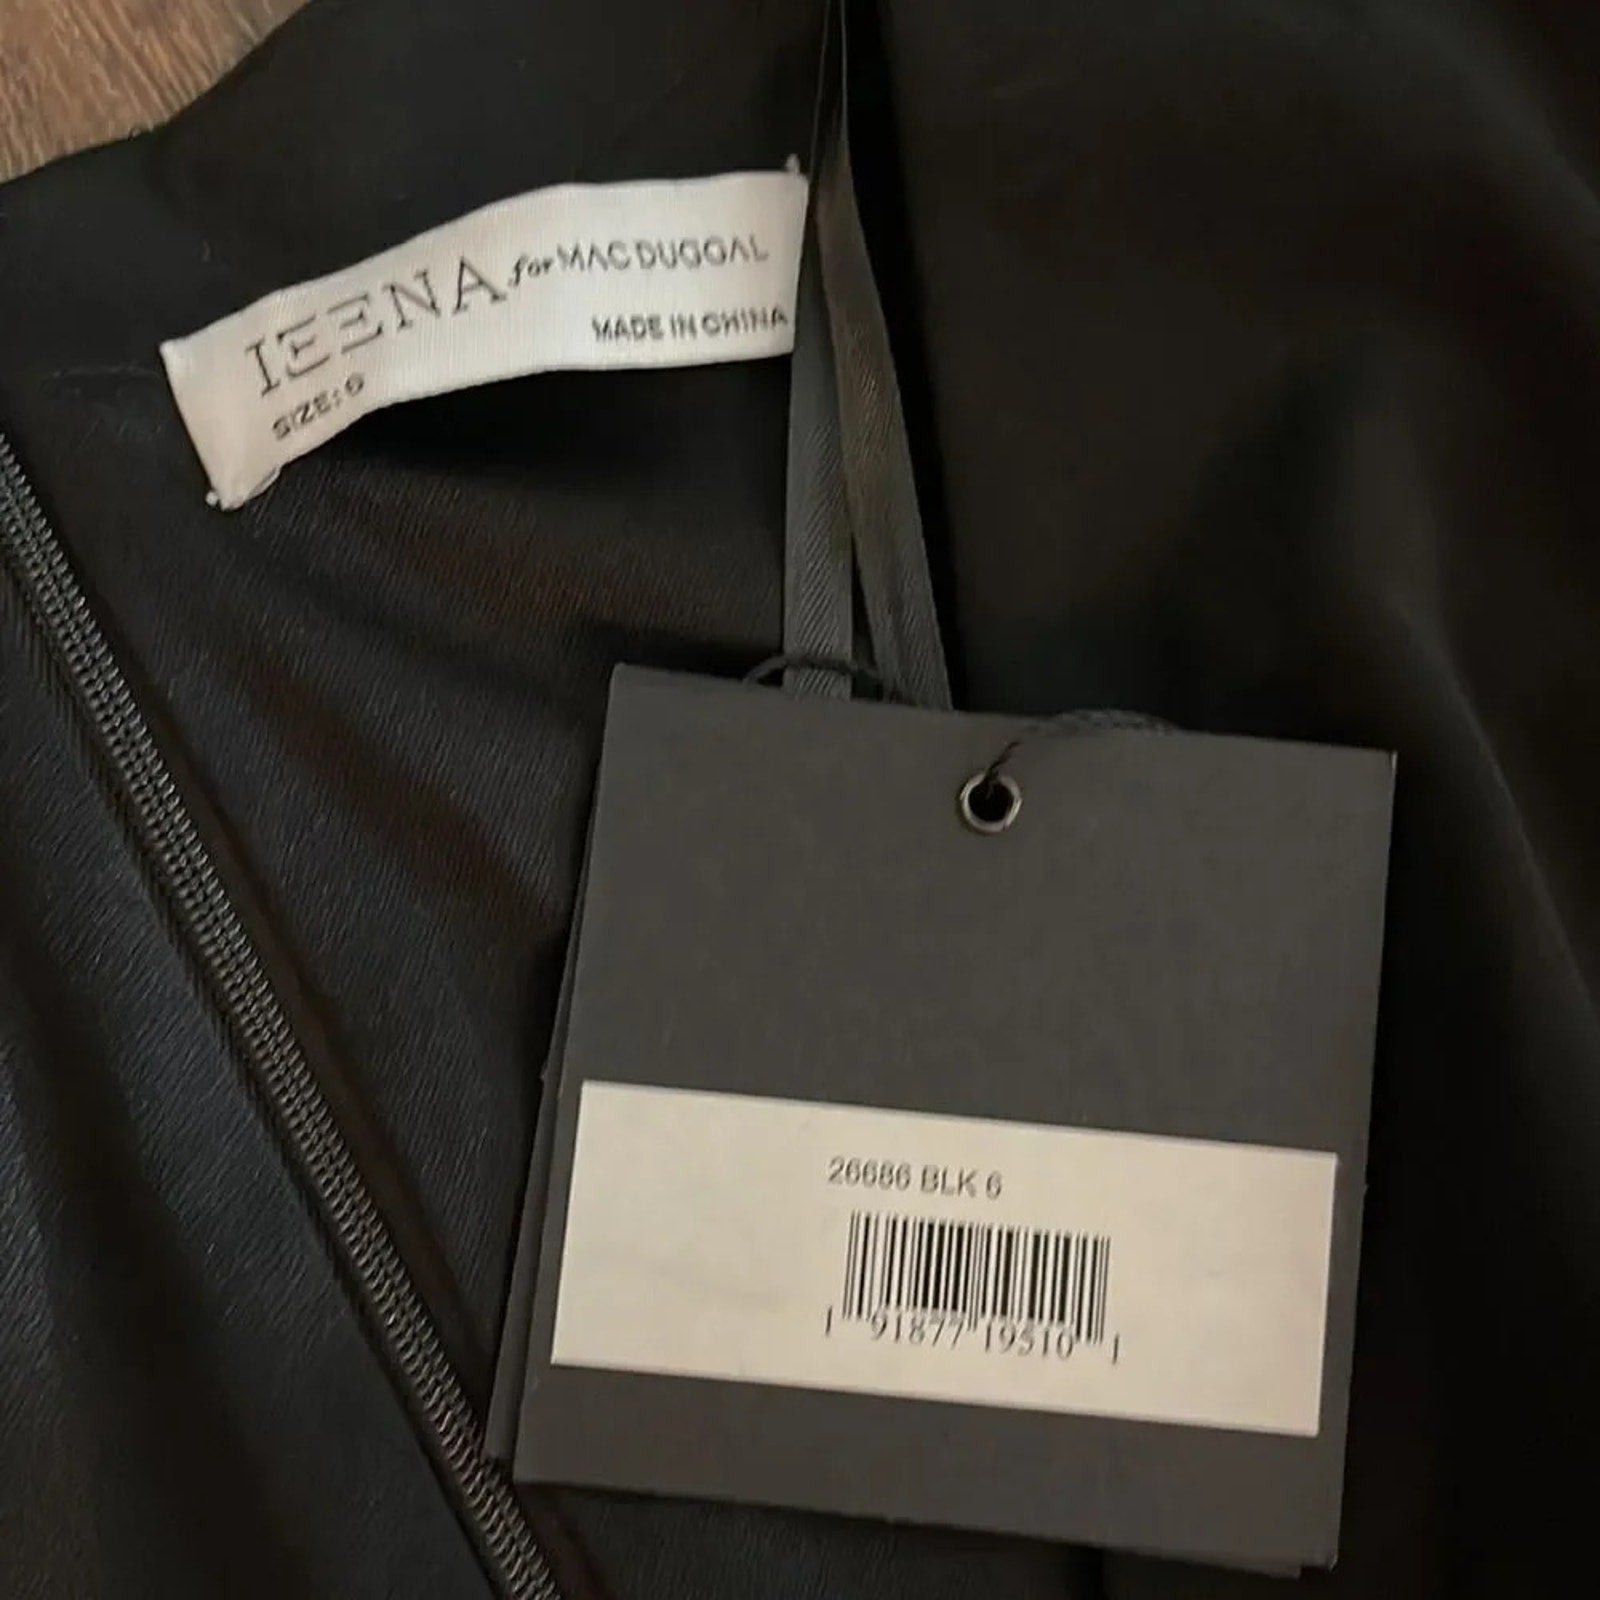 IEENA for MAC DUGGAL
MADE IN CHINA
SIZE: 6
26686 BLK 6
1 91877 19510 1